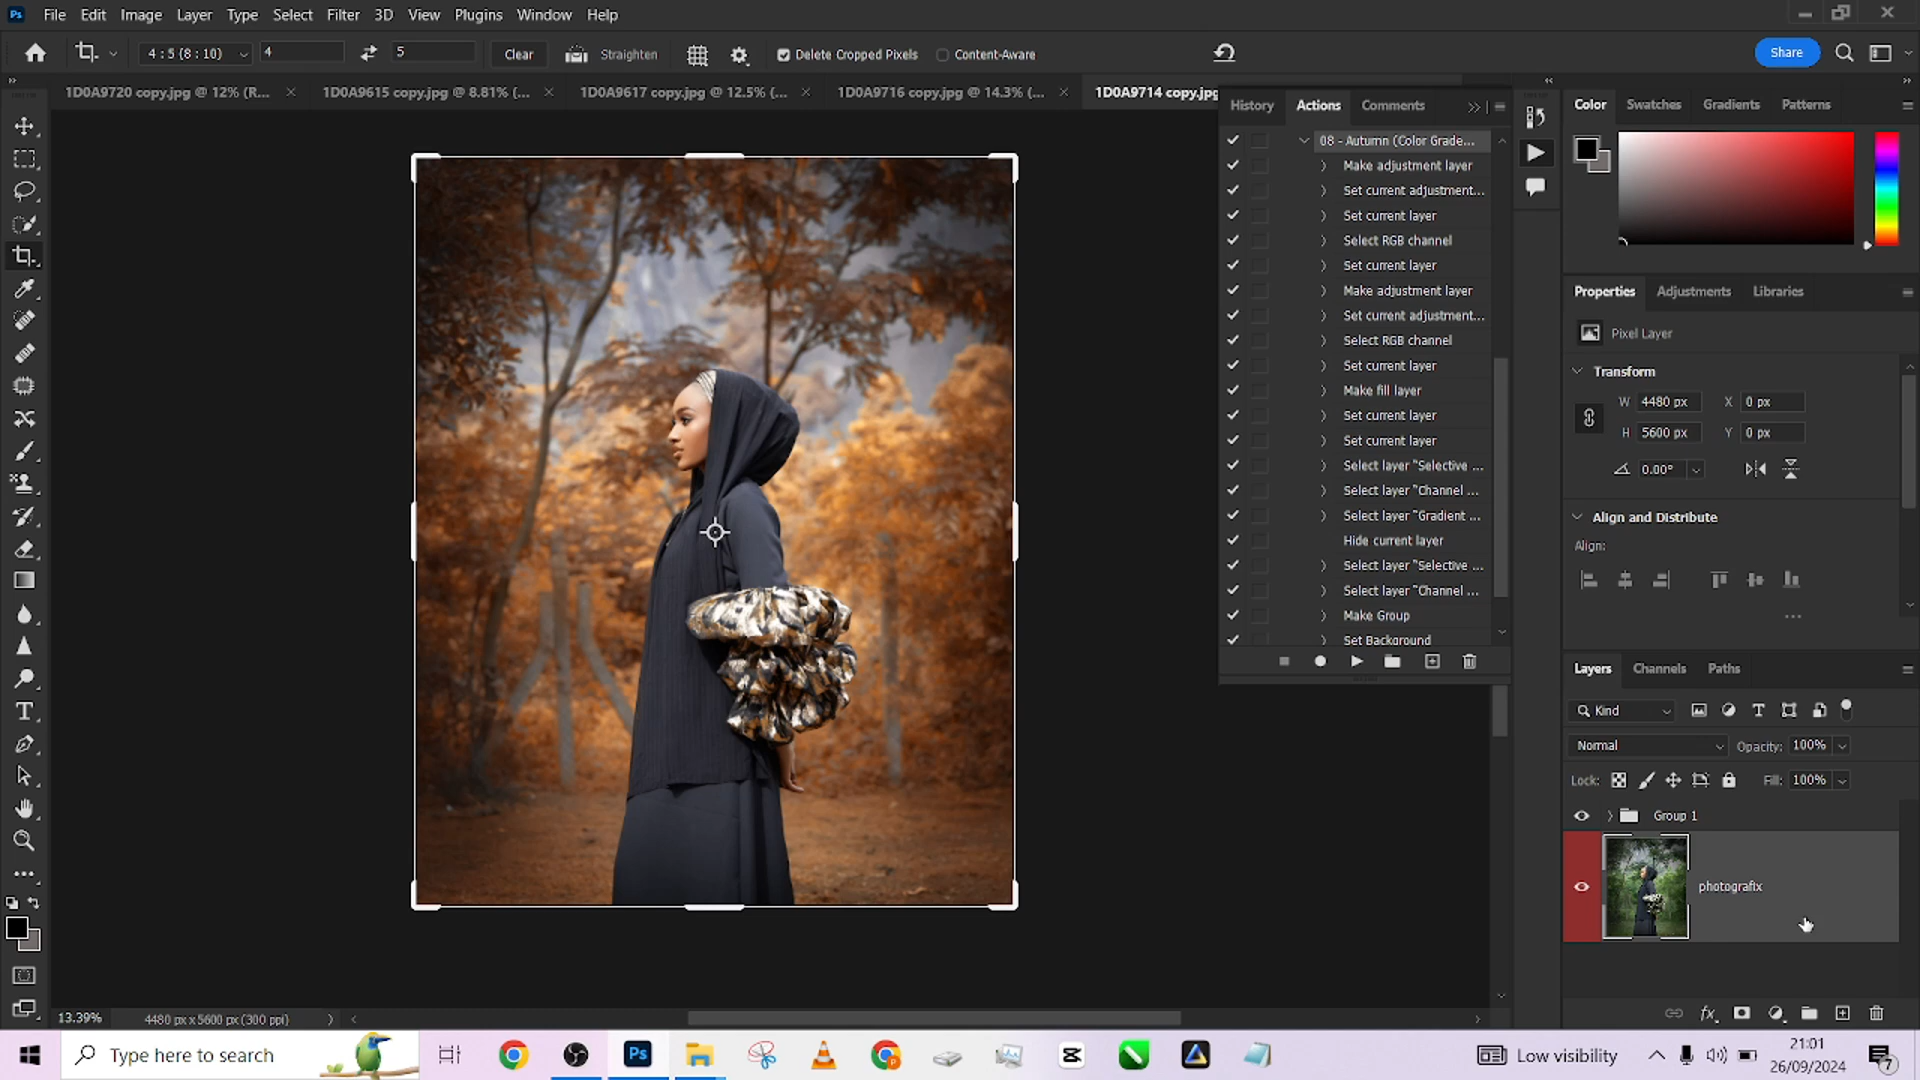 File Edit Image Layer Type Select Filter 3D View Plugins Window Help
4 : 5 (8 : 10) 4 5 Clear Straighten Delete Cropped Pixels Content-Aware Share
1D0A9720 copy.jpg @ 12% (R... 1D0A9615 copy.jpg @ 8.81% (... 1D0A9617 copy.jpg @ 12.5% (... 1D0A9716 copy.jpg @ 14.3% (... 1D0A9714 copy.jpg
History Actions Comments
08 - Autumn (Color Grade...
Make adjustment layer
Set current adjustment...
Set current layer
Select RGB channel
Set current layer
Make adjustment layer
Set current adjustment...
Select RGB channel
Set current layer
Make fill layer
Set current layer
Set current layer
Select layer "Selective ...
Select layer "Channel ...
Select layer "Gradient ...
Hide current layer
Select layer "Selective ...
Select layer "Channel ...
Make Group
Set Background
Color Swatches Gradients Patterns
Properties Adjustments Libraries
Pixel Layer
Transform
W 4480 px X 0 px
H 5600 px Y 0 px
0.00°
Align and Distribute
Align:
Layers Channels Paths
Kind
Normal Opacity: 100%
Lock: Fill: 100%
Group 1
photografix
13.39% 4480 px x 5600 px (300 ppi)
Type here to search
Ps
Low visibility
21:01
26/09/2024
7